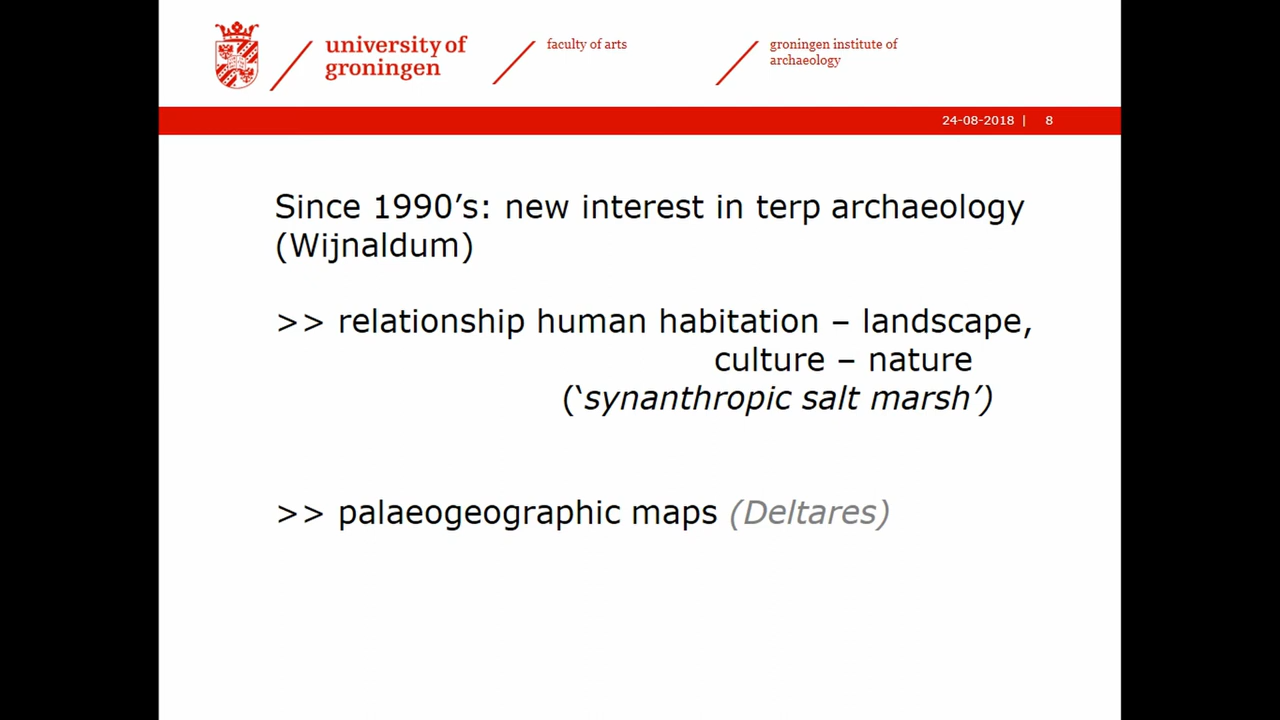 university of
groningen
faculty of arts
groningen institute of
archaeology
24-08-2018 | 8
Since 1990’s: new interest in terp archaeology
(Wijnaldum)
>> relationship human habitation – landscape,
culture – nature
(‘synanthropic salt marsh’)
>> palaeogeographic maps (Deltares)